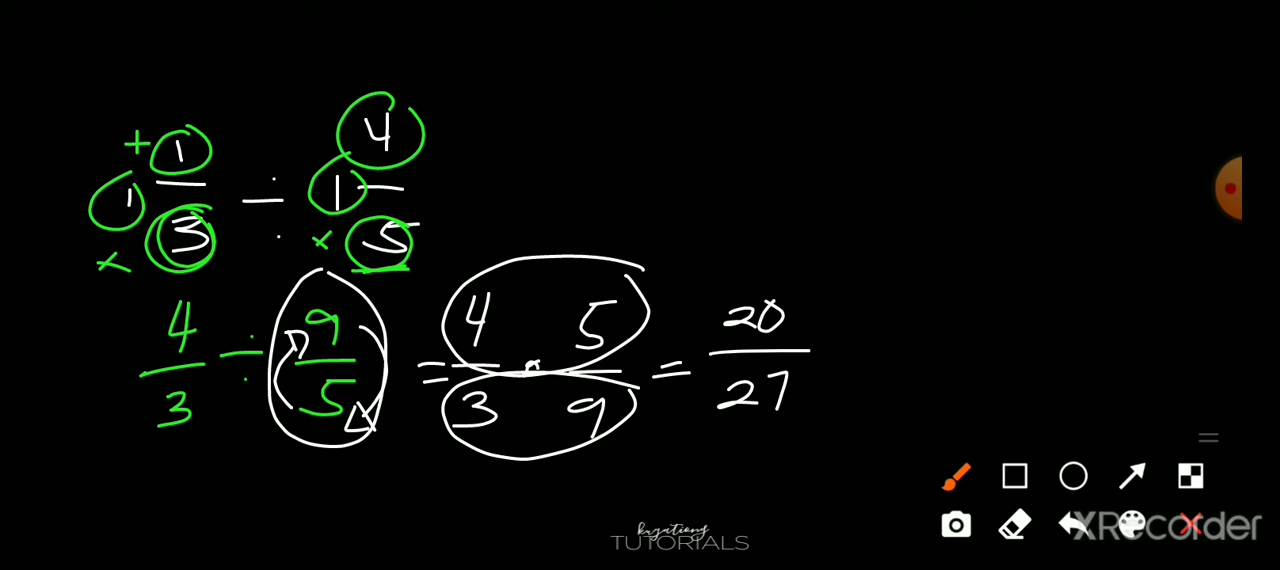 1 1/3 ÷ 1 4/5
+ × ×
4/3 ÷ 9/5 = 4/3 · 5/9 = 20/27
TUTORIALS
XRecorder